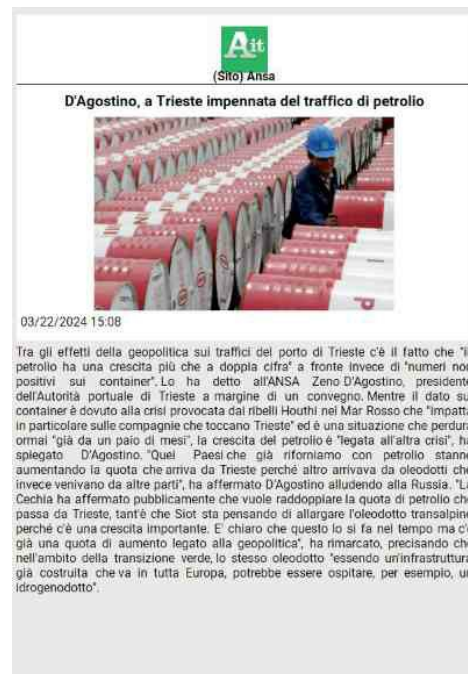 Ait
(Sito) Ansa
D'Agostino, a Trieste impennata del traffico di petrolio
03/22/2024 15:08
Tra gli effetti della geopolitica sui traffici del porto di Trieste c'è il fatto che "il
petrolio ha una crescita più che a doppia cifra" a fronte invece di "numeri non
positivi sui container". Lo ha detto all'ANSA Zeno D'Agostino, presidente
dell'Autorità portuale di Trieste a margine di un convegno. Mentre il dato su
container è dovuto alla crisi provocata dai ribelli Houthi nel Mar Rosso che "impatta
in particolare sulle compagnie che toccano Trieste" ed è una situazione che perdura
ormai "già da un paio di mesi", la crescita del petrolio è "legata all'altra crisi", ha
spiegato D'Agostino. "Quei Paesi che già riforniamo con petrolio stanno
aumentando la quota che arriva da Trieste perché altro arrivava da oleodotti che
invece venivano da altre parti", ha affermato D'Agostino alludendo alla Russia. "La
Cechia ha affermato pubblicamente che vuole raddoppiare la quota di petrolio che
passa da Trieste, tant'è che Siot sta pensando di allargare l'oleodotto transalpino
perché c'è una crescita importante. E' chiaro che questo lo si fa nel tempo ma c'è
già una quota di aumento legato alla geopolitica", ha rimarcato, precisando che
nell'ambito della transizione verde, lo stesso oleodotto "essendo un'infrastruttura
già costruita che va in tutta Europa, potrebbe essere ospitare, per esempio, un
idrogenodotto".